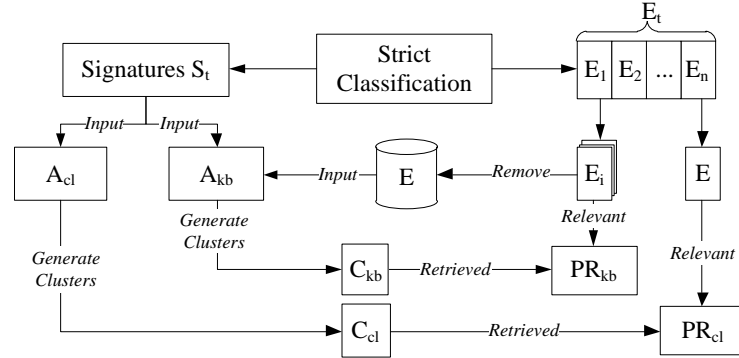 E_t
Signatures S_t
Strict
Classification
E_1 E_2 ... E_n
Input Input
A_cl A_kb Input E Remove E_i E
Generate
Clusters
Relevant
Generate
Clusters
Relevant
C_kb Retrieved PR_kb
C_cl Retrieved PR_cl